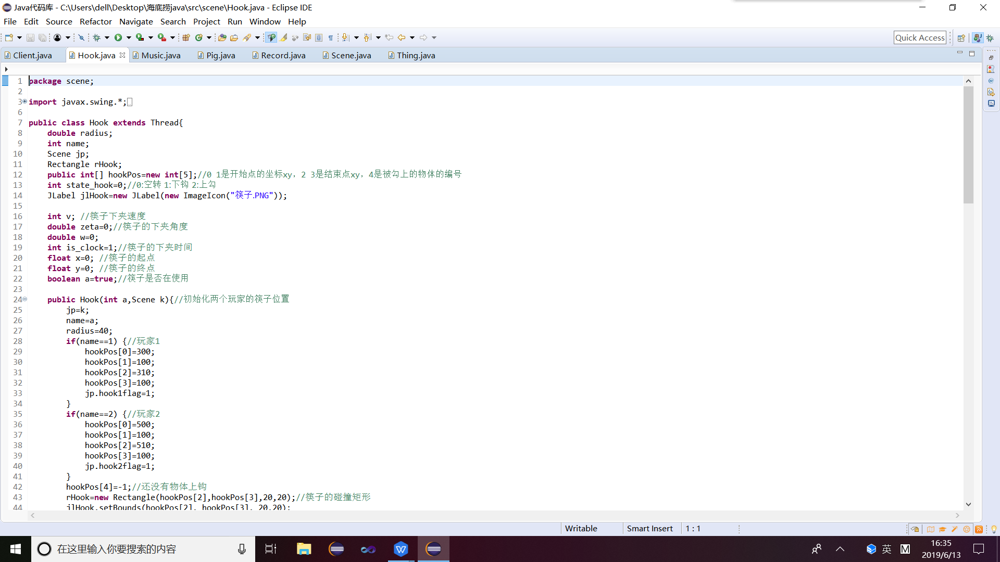 Java代码库 - C:\Users\dell\Desktop\海底捞java\src\scene\Hook.java - Eclipse IDE
File Edit Source Refactor Navigate Search Project Run Window Help
Quick Access
Client.java Hook.java Music.java Pig.java Record.java Scene.java Thing.java
1 package scene;
2
3 import javax.swing.*;
6
7 public class Hook extends Thread{
8 double radius;
9 int name;
10 Scene jp;
11 Rectangle rHook;
12 public int[] hookPos=new int[5];//0 1是开始点的坐标xy，2 3是结束点xy，4是被勾上的物体的编号
13 int state_hook=0;//0:空转 1:下钩 2:上勾
14 JLabel jlHook=new JLabel(new ImageIcon("筷子.PNG"));
15
16 int v; //筷子下夹速度
17 double zeta=0;//筷子的下夹角度
18 double w=0;
19 int is_clock=1;//筷子的下夹时间
20 float x=0; //筷子的起点
21 float y=0; //筷子的终点
22 boolean a=true;//筷子是否在使用
23
24 public Hook(int a,Scene k){//初始化两个玩家的筷子位置
25 jp=k;
26 name=a;
27 radius=40;
28 if(name==1) {//玩家1
29 hookPos[0]=300;
30 hookPos[1]=100;
31 hookPos[2]=310;
32 hookPos[3]=100;
33 jp.hook1flag=1;
34 }
35 if(name==2) {//玩家2
36 hookPos[0]=500;
37 hookPos[1]=100;
38 hookPos[2]=510;
39 hookPos[3]=100;
40 jp.hook2flag=1;
41 }
42 hookPos[4]=-1;//还没有物体上钩
43 rHook=new Rectangle(hookPos[2],hookPos[3],20,20);//筷子的碰撞矩形
44 jlHook.setBounds(hookPos[2], hookPos[3], 20,20);
Writable Smart Insert 1 : 1
在这里输入你要搜索的内容
英 M
16:35
2019/6/13